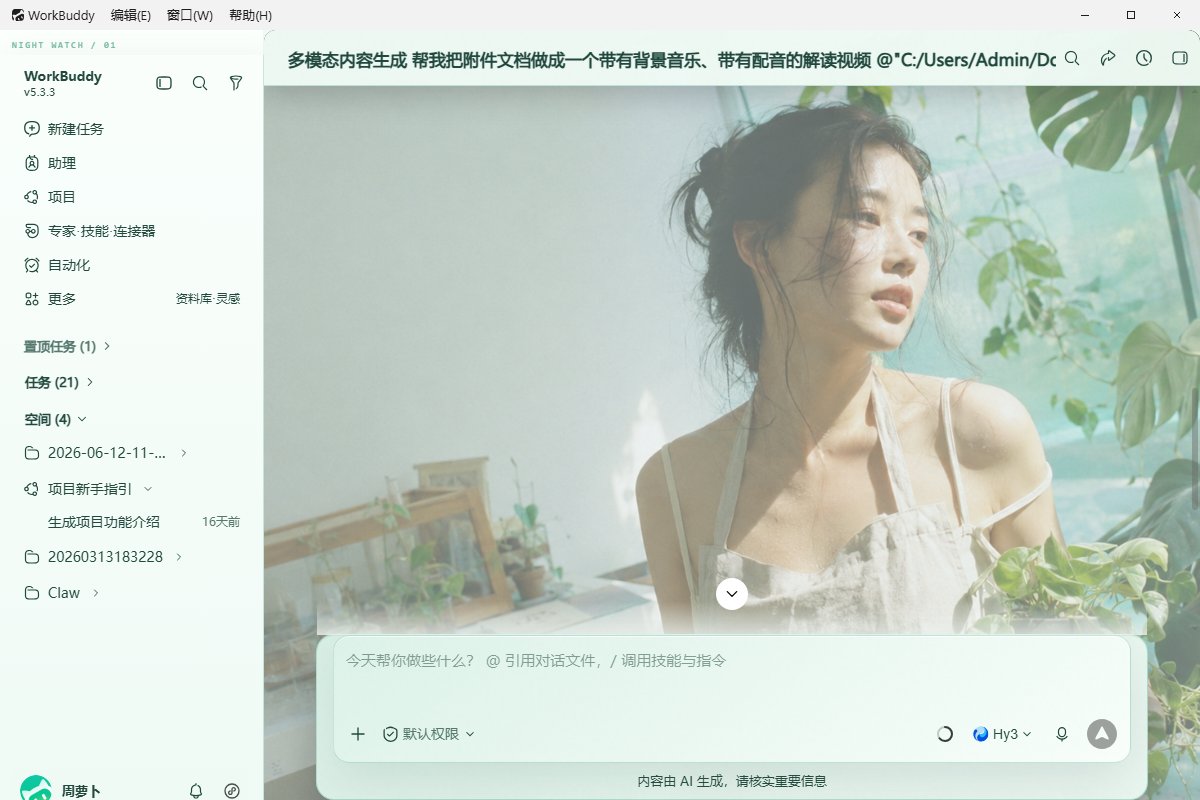 WorkBuddy 编辑(E) 窗口(W) 帮助(H)
NIGHT WATCH / 01
WorkBuddy
v5.3.3
新建任务
助理
项目
专家·技能·连接器
自动化
更多 资料库·灵感
置顶任务 (1)
任务 (21)
空间 (4)
2026-06-12-11-...
项目新手指引
生成项目功能介绍 16天前
20260313183228
Claw
周萝卜
多模态内容生成 帮我把附件文档做成一个带有背景音乐、带有配音的解读视频 @"C:/Users/Admin/Dc
今天帮你做些什么? @ 引用对话文件, / 调用技能与指令
默认权限 Hy3
内容由 AI 生成，请核实重要信息